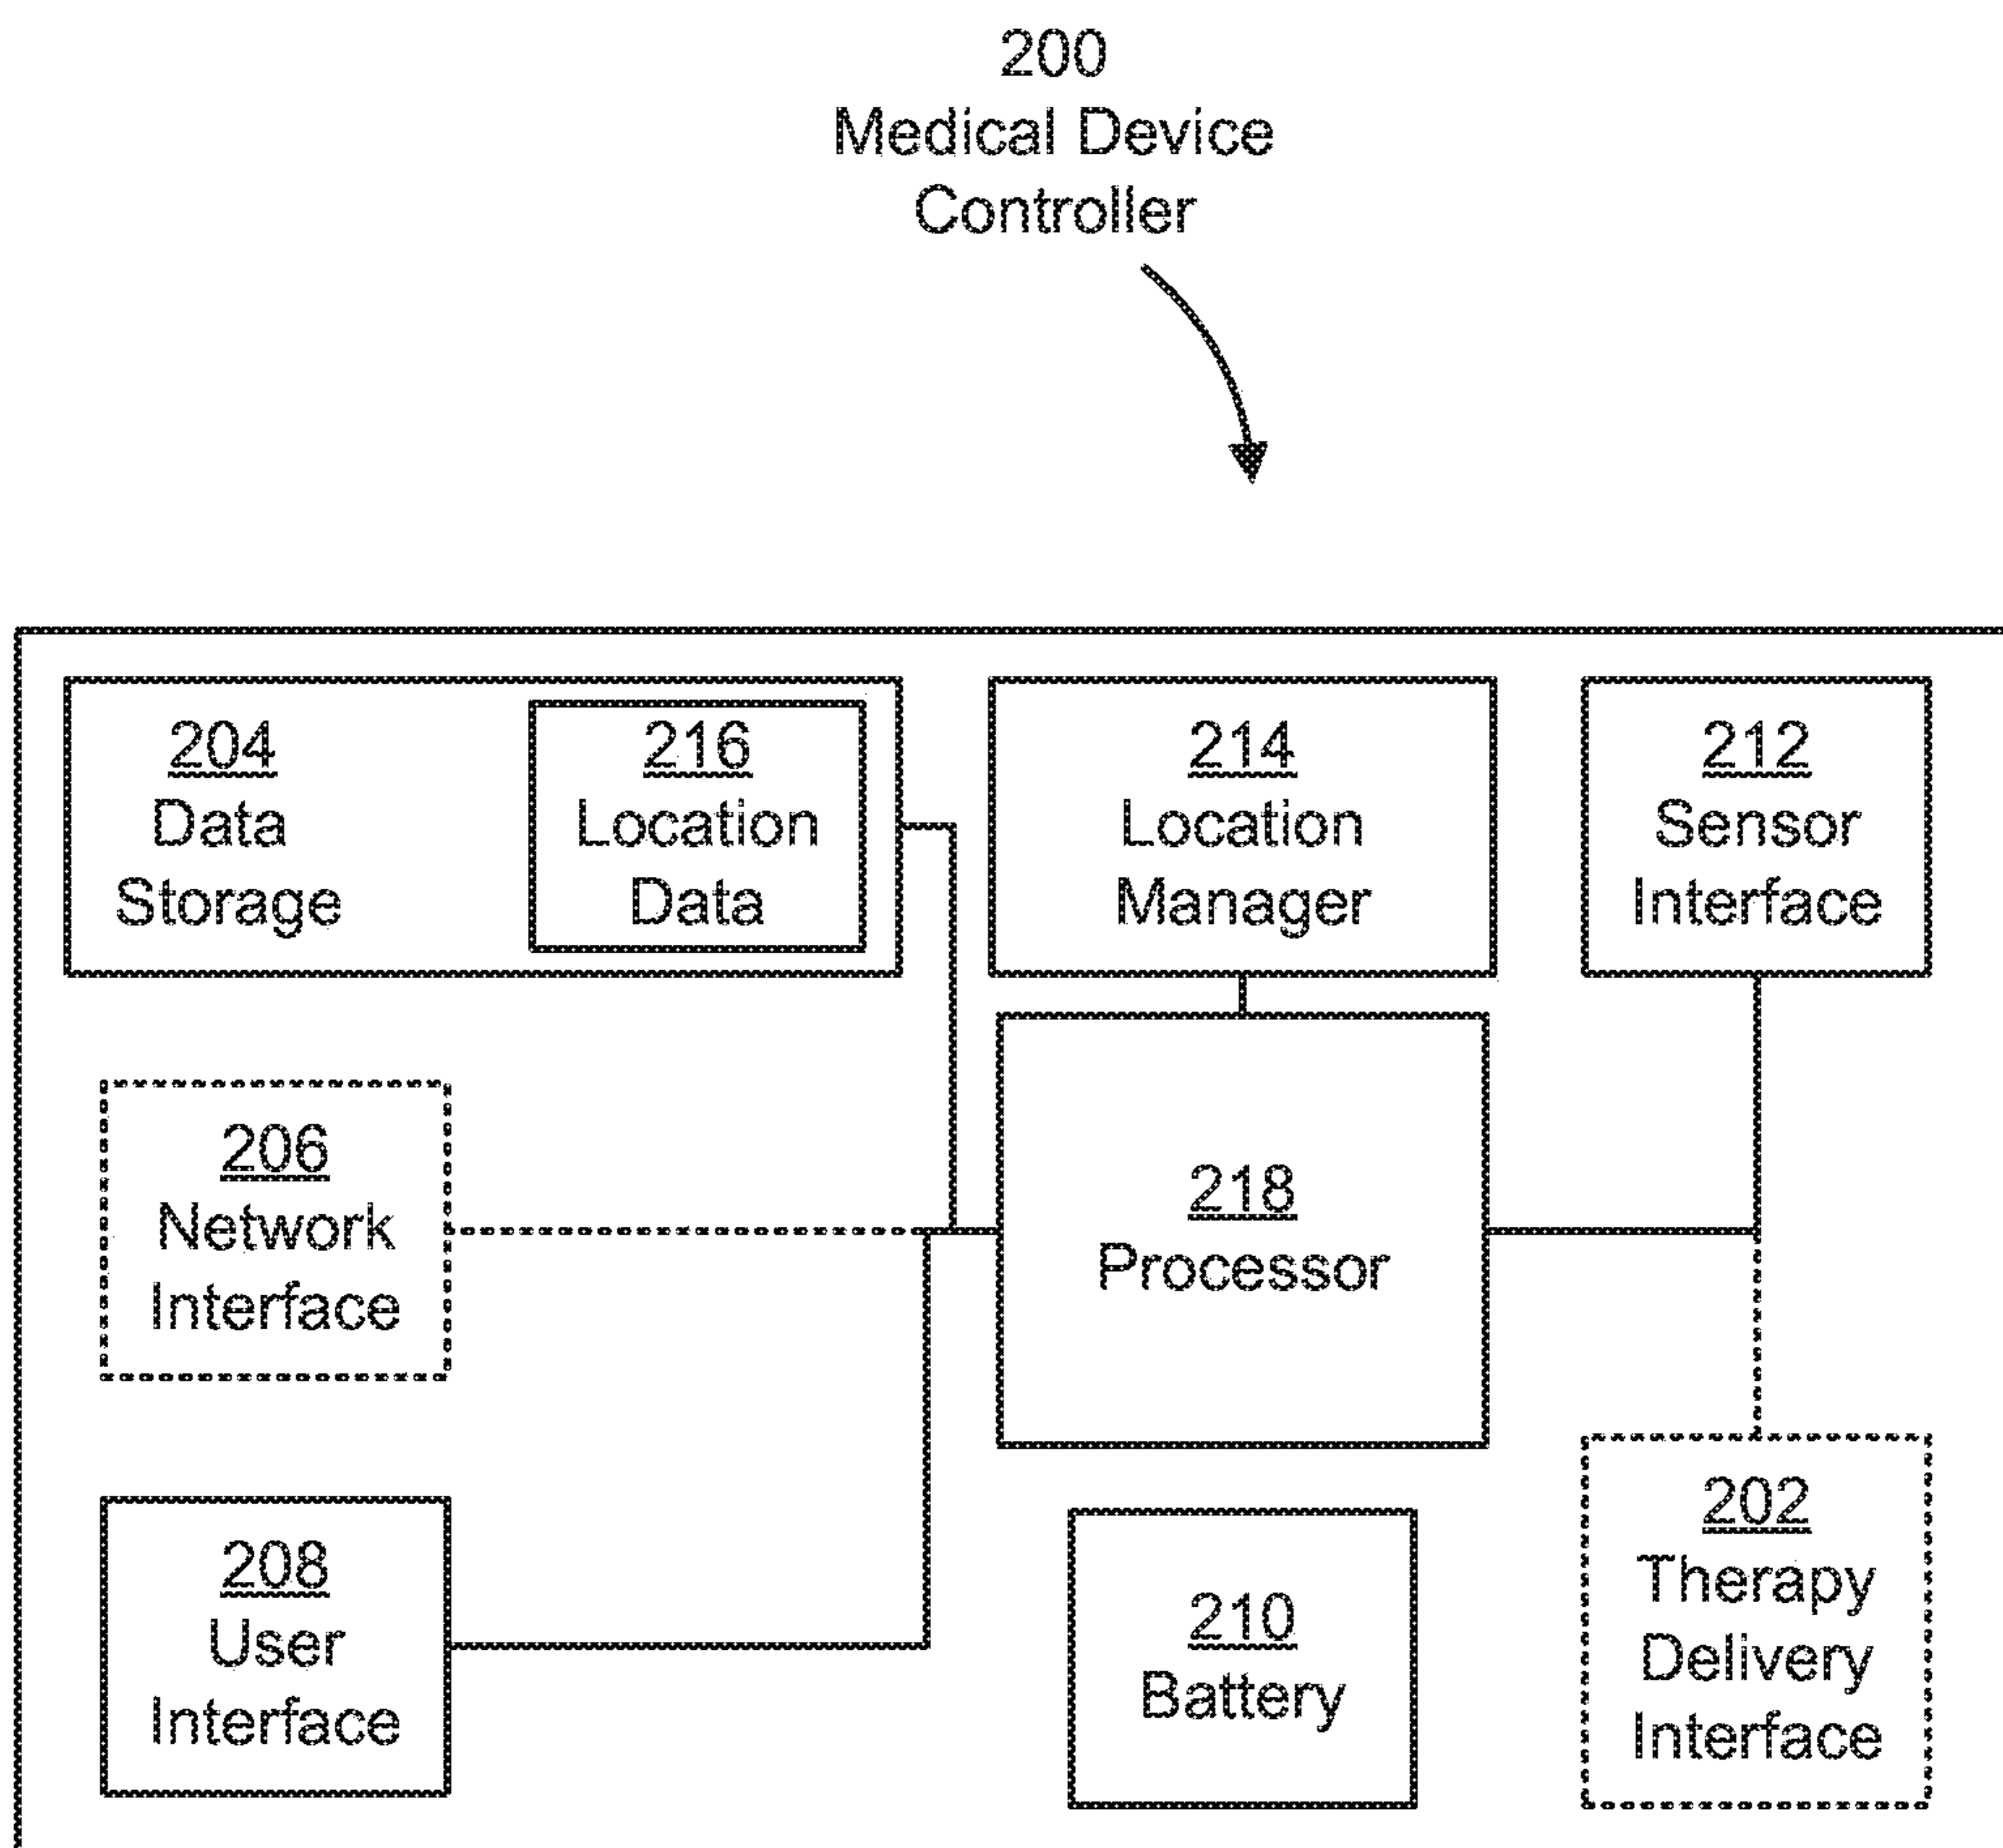 200
Medical Device
Controller
204
Data
Storage
216
Location
Data
214
Location
Manager
212
Sensor
Interface
206
Network
Interface
218
Processor
208
User
Interface
210
Battery
202
Therapy
Delivery
Interface